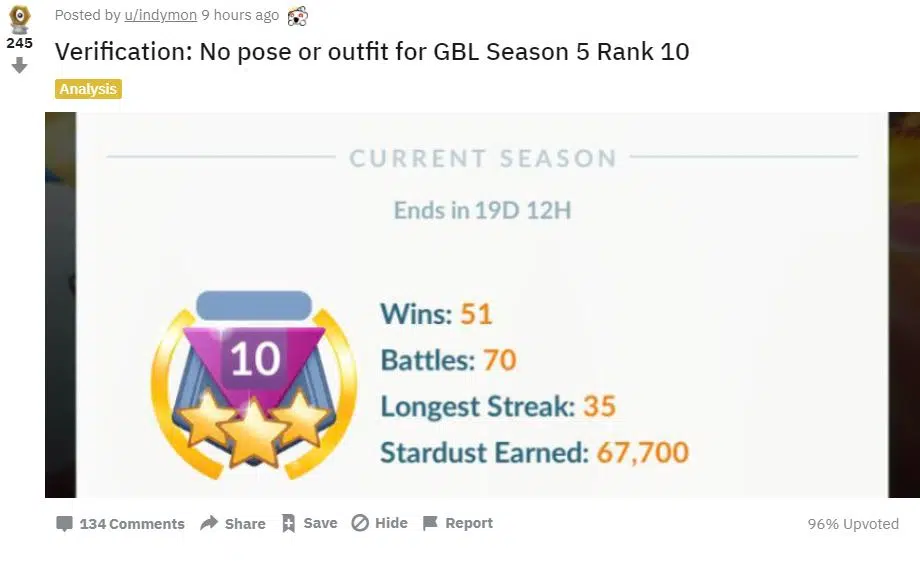 Posted by u/indymon 9 hours ago
245
Verification: No pose or outfit for GBL Season 5 Rank 10
Analysis
CURRENT SEASON
Ends in 19D 12H
10
Wins: 51
Battles: 70
Longest Streak: 35
Stardust Earned: 67,700
134 Comments Share Save Hide Report 96% Upvoted